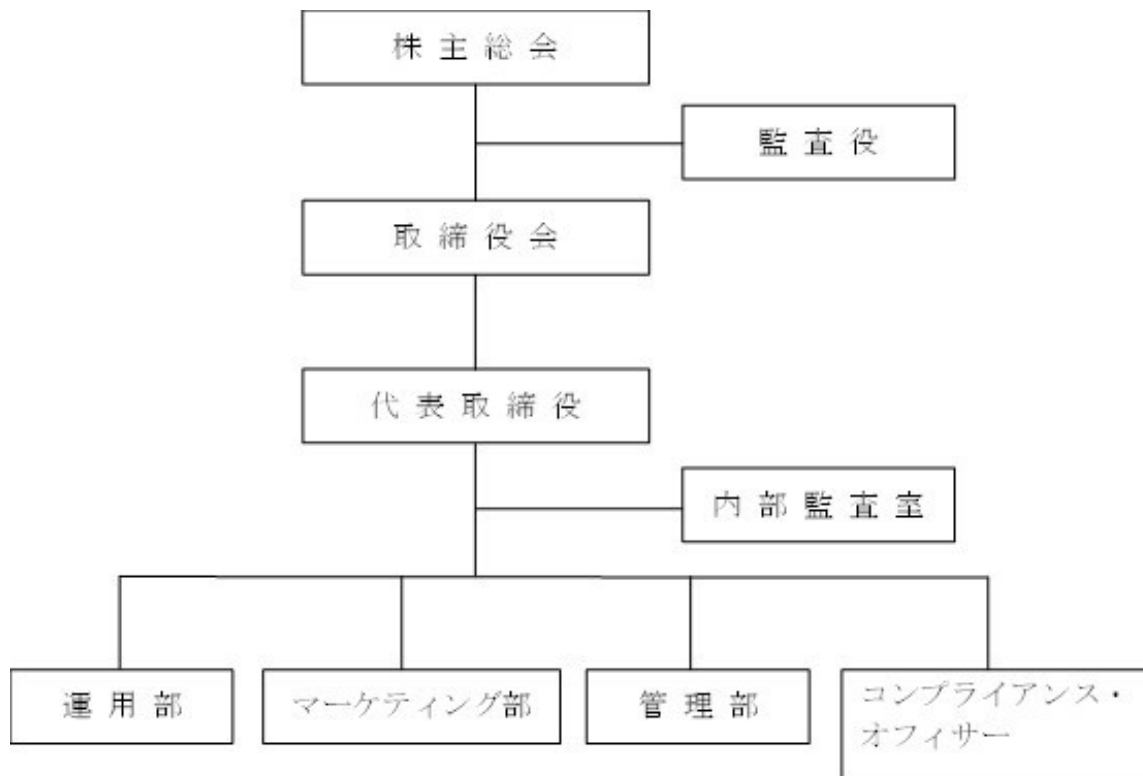 株主総会
監査役
取締役会
代表取締役
内部監査室
運用部
マーケティング部
管理部
コンプライアンス・
オフィサー